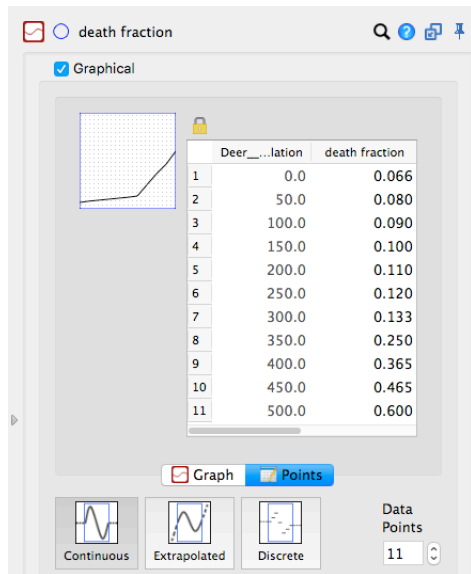 death fraction
Graphical
Deer__...lation death fraction
1 0.0 0.066
2 50.0 0.080
3 100.0 0.090
4 150.0 0.100
5 200.0 0.110
6 250.0 0.120
7 300.0 0.133
8 350.0 0.250
9 400.0 0.365
10 450.0 0.465
11 500.0 0.600
Graph Points
Continuous Extrapolated Discrete
Data
Points
11